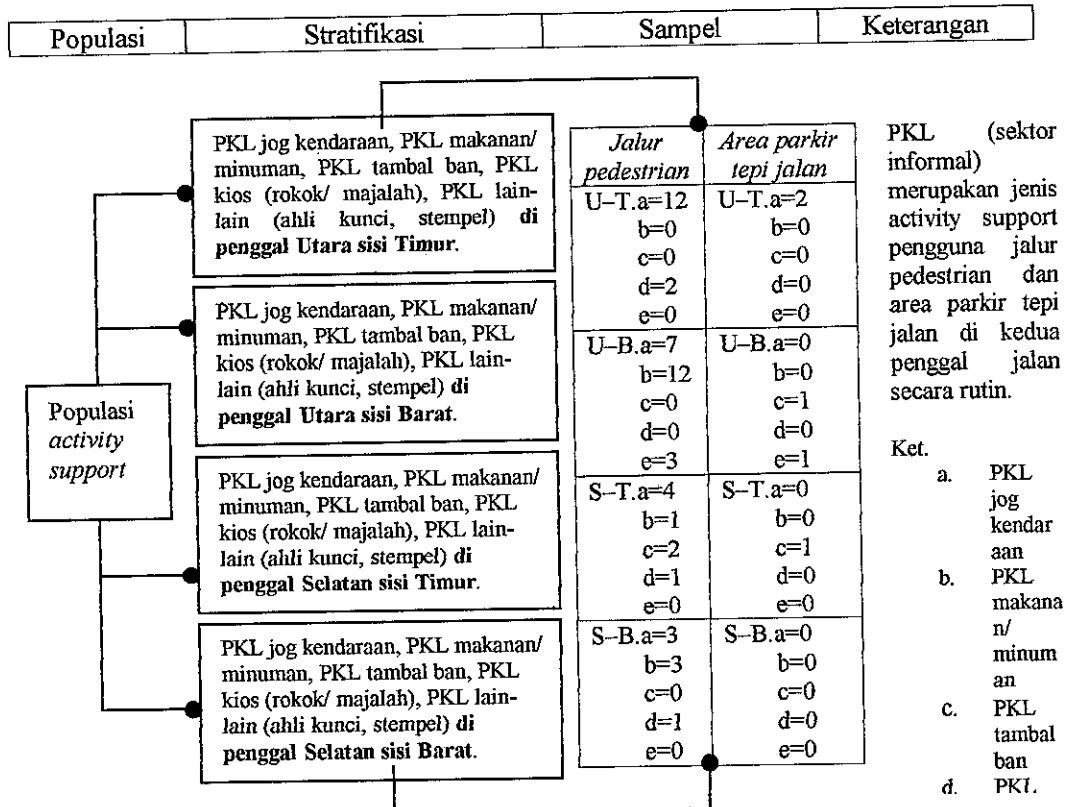 Populasi
Stratifikasi
Sampel
Keterangan
Populasi
activity
support
PKL jog kendaraan, PKL makanan/
minuman, PKL tambal ban, PKL
kios (rokok/ majalah), PKL lain-
lain (ahli kunci, stempel) di
penggal Utara sisi Timur.
PKL jog kendaraan, PKL makanan/
minuman, PKL tambal ban, PKL
kios (rokok/ majalah), PKL lain-
lain (ahli kunci, stempel) di
penggal Utara sisi Barat.
PKL jog kendaraan, PKL makanan/
minuman, PKL tambal ban, PKL
kios (rokok/ majalah), PKL lain-
lain (ahli kunci, stempel) di
penggal Selatan sisi Timur.
PKL jog kendaraan, PKL makanan/
minuman, PKL tambal ban, PKL
kios (rokok/ majalah), PKL lain-
lain (ahli kunci, stempel) di
penggal Selatan sisi Barat.
Jalur
pedestrian
Area parkir
tepi jalan
U–T.a=12 U–T.a=2
b=0 b=0
c=0 c=0
d=2 d=0
e=0 e=0
U–B.a=7 U–B.a=0
b=12 b=0
c=0 c=1
d=0 d=0
e=3 e=1
S–T.a=4 S–T.a=0
b=1 b=0
c=2 c=1
d=1 d=0
e=0 e=0
S–B.a=3 S–B.a=0
b=3 b=0
c=0 c=0
d=1 d=0
e=0 e=0
PKL (sektor
informal)
merupakan jenis
activity support
pengguna jalur
pedestrian dan
area parkir tepi
jalan di kedua
penggal jalan
secara rutin.
Ket.
a. PKL
jog
kendar
aan
b. PKL
makana
n/
minum
an
c. PKL
tambal
ban
d. PKL